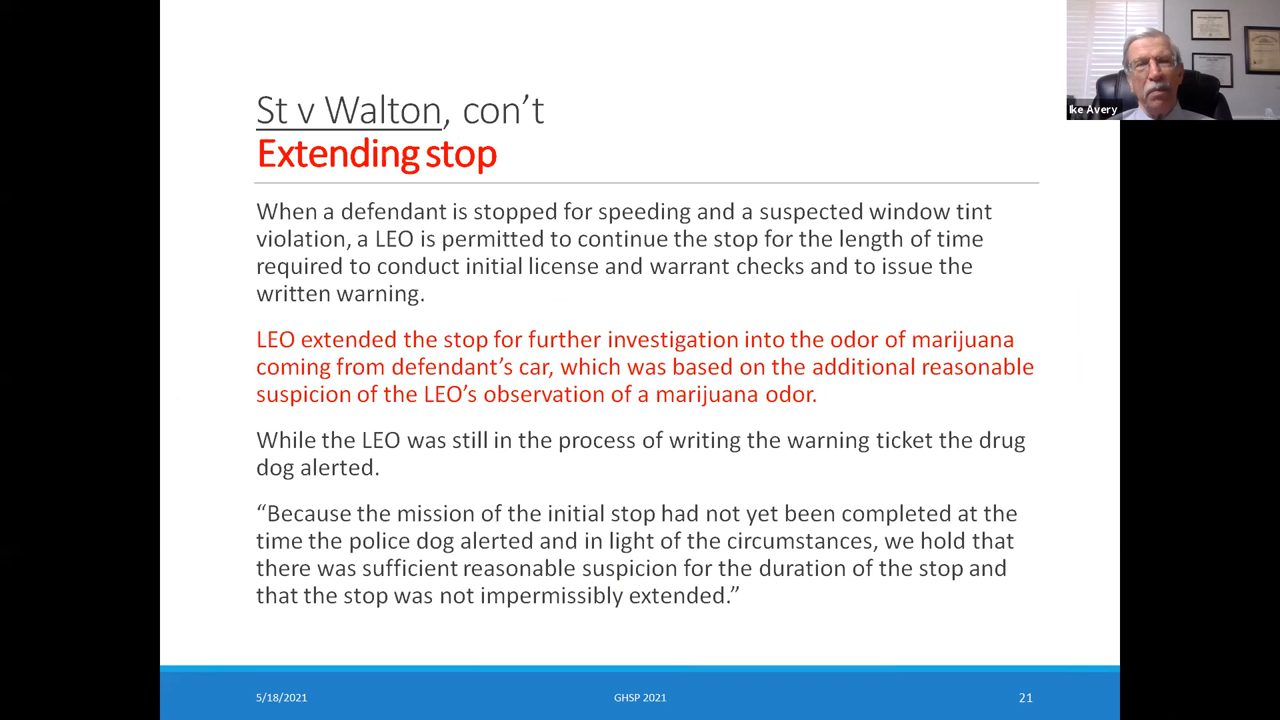 Ike Avery
St v Walton, con’t
Extending stop
When a defendant is stopped for speeding and a suspected window tint
violation, a LEO is permitted to continue the stop for the length of time
required to conduct initial license and warrant checks and to issue the
written warning.
LEO extended the stop for further investigation into the odor of marijuana
coming from defendant’s car, which was based on the additional reasonable
suspicion of the LEO’s observation of a marijuana odor.
While the LEO was still in the process of writing the warning ticket the drug
dog alerted.
“Because the mission of the initial stop had not yet been completed at the
time the police dog alerted and in light of the circumstances, we hold that
there was sufficient reasonable suspicion for the duration of the stop and
that the stop was not impermissibly extended.”
5/18/2021
GHSP 2021
21